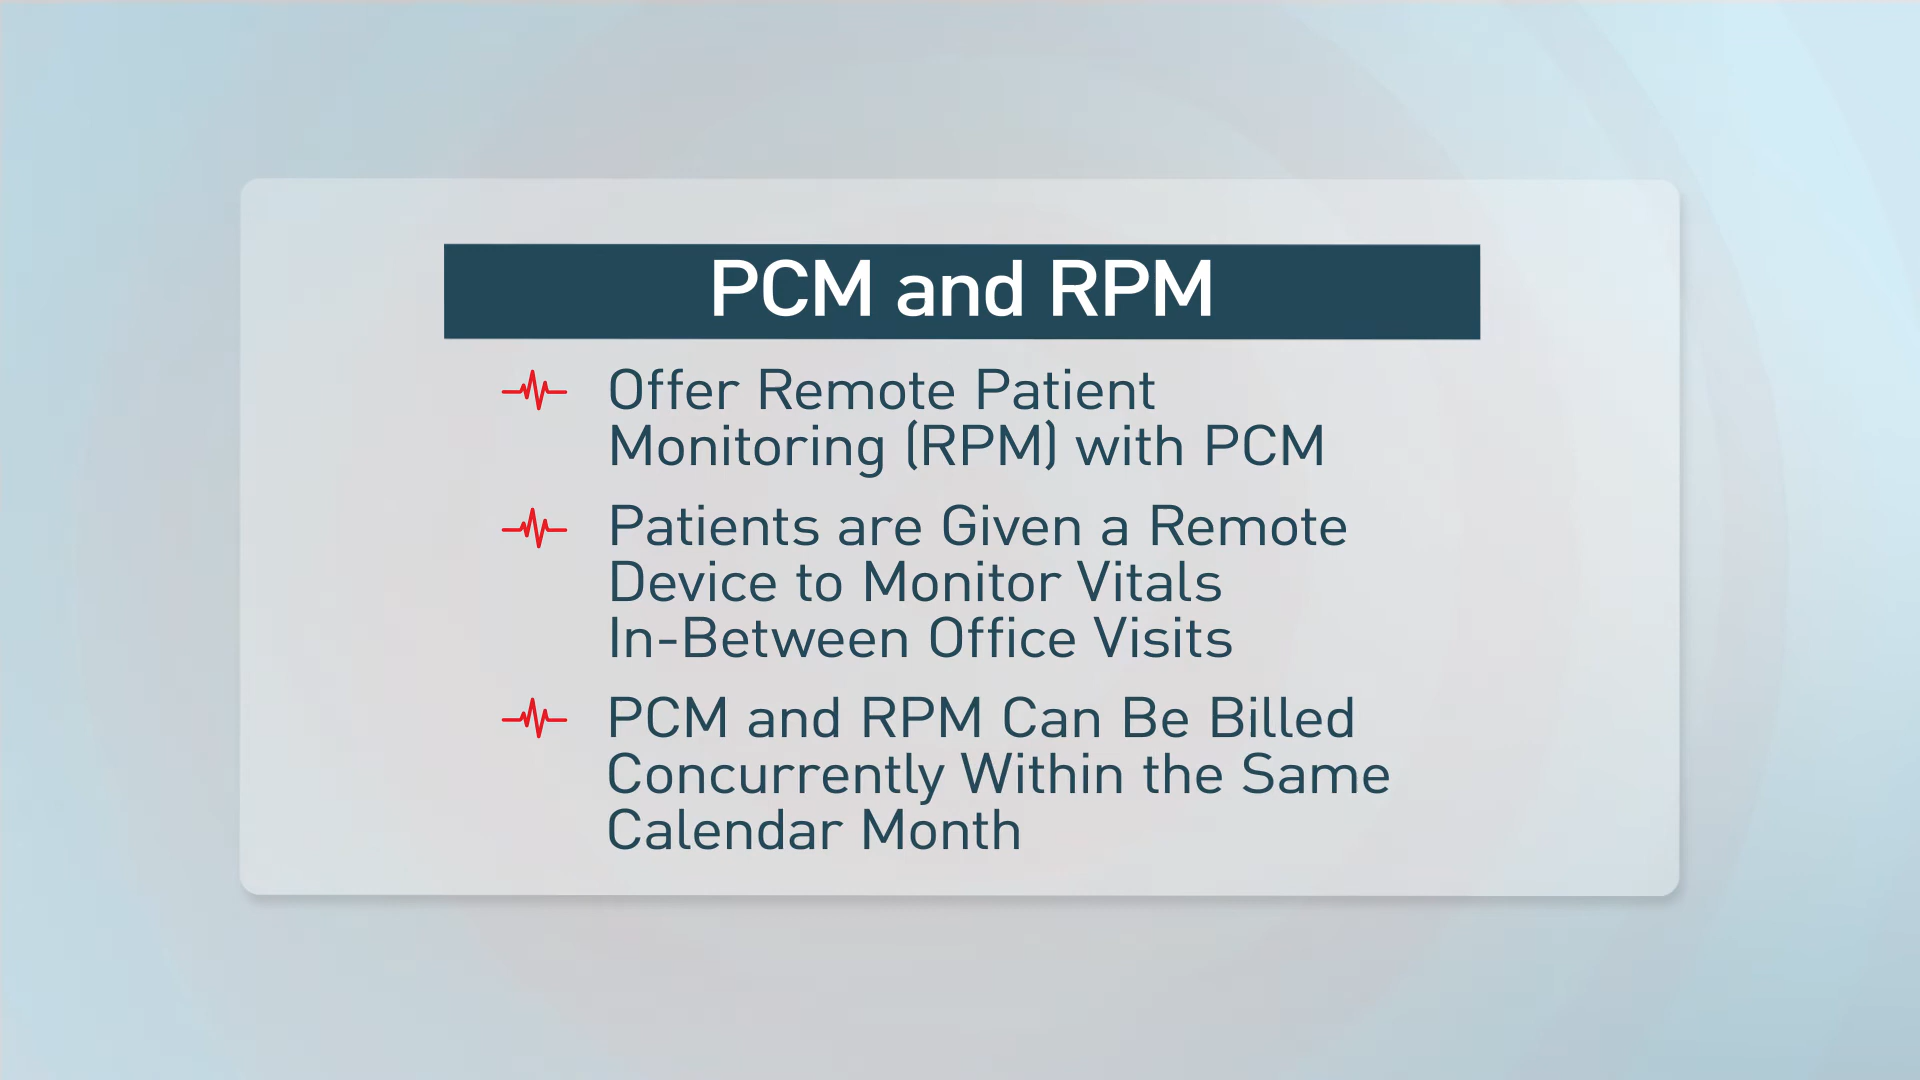 PCM and RPM
Offer Remote Patient
Monitoring (RPM) with PCM
Patients are Given a Remote
Device to Monitor Vitals
In-Between Office Visits
PCM and RPM Can Be Billed
Concurrently Within the Same
Calendar Month